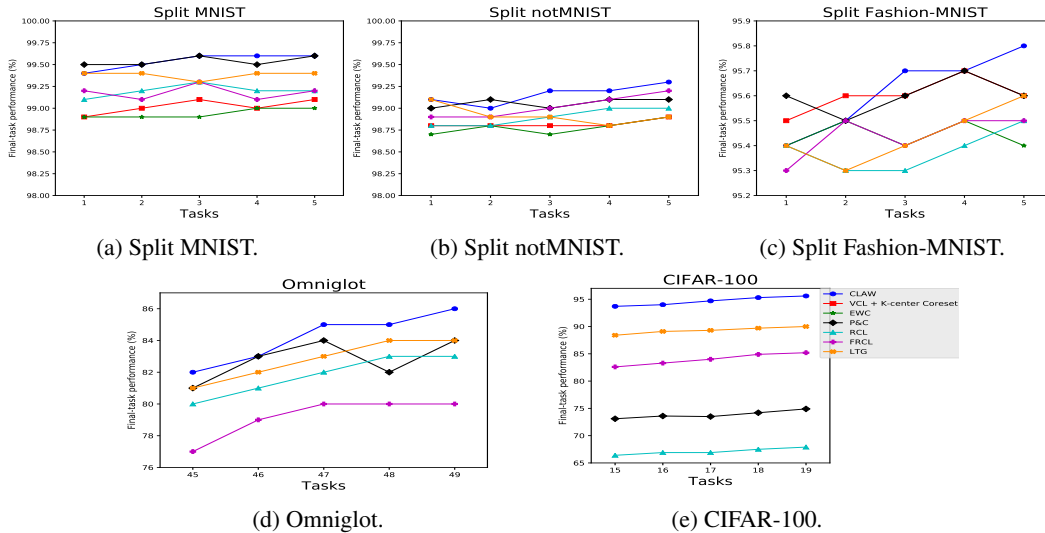 Split MNIST
Final-task performance (%)
100.00
99.75
99.50
99.25
99.00
98.75
98.50
98.25
98.00
1 2 3 4 5
Tasks
(a) Split MNIST.
Split notMNIST
Final-task performance (%)
100.00
99.75
99.50
99.25
99.00
98.75
98.50
98.25
98.00
1 2 3 4 5
Tasks
(b) Split notMNIST.
Split Fashion-MNIST
Final-task performance (%)
95.9
95.8
95.7
95.6
95.5
95.4
95.3
95.2
1 2 3 4 5
Tasks
(c) Split Fashion-MNIST.
Omniglot
Final-task performance (%)
86
84
82
80
78
76
45 46 47 48 49
Tasks
(d) Omniglot.
CIFAR-100
Final-task performance (%)
95
90
85
80
75
70
65
15 16 17 18 19
Tasks
CLAW
VCL + K-center Coreset
EWC
P&C
RCL
FRCL
LTG
(e) CIFAR-100.